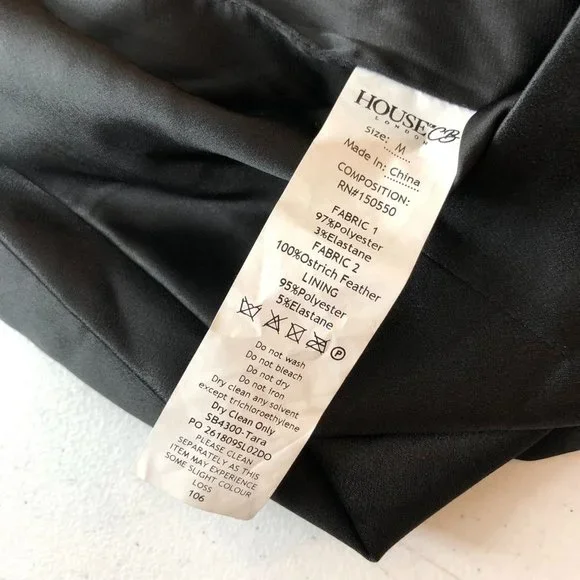 HOUSE OF CB
LONDON
Size: M
Made in: China
COMPOSITION:
RN#150550
FABRIC 1
97%Polyester
3%Elastane
FABRIC 2
100%Ostrich Feather
LINING
95%Polyester
5%Elastane
P
Do not wash
Do not bleach
Do not dry
Do not iron
Dry clean any solvent
except trichloroethylene
Dry Clean Only
SB4300-Tara
PO 261809SL02DO
PLEASE CLEAN
SEPARATELY AS THIS
ITEM MAY EXPERIENCE
SOME SLIGHT COLOUR
LOSS
106